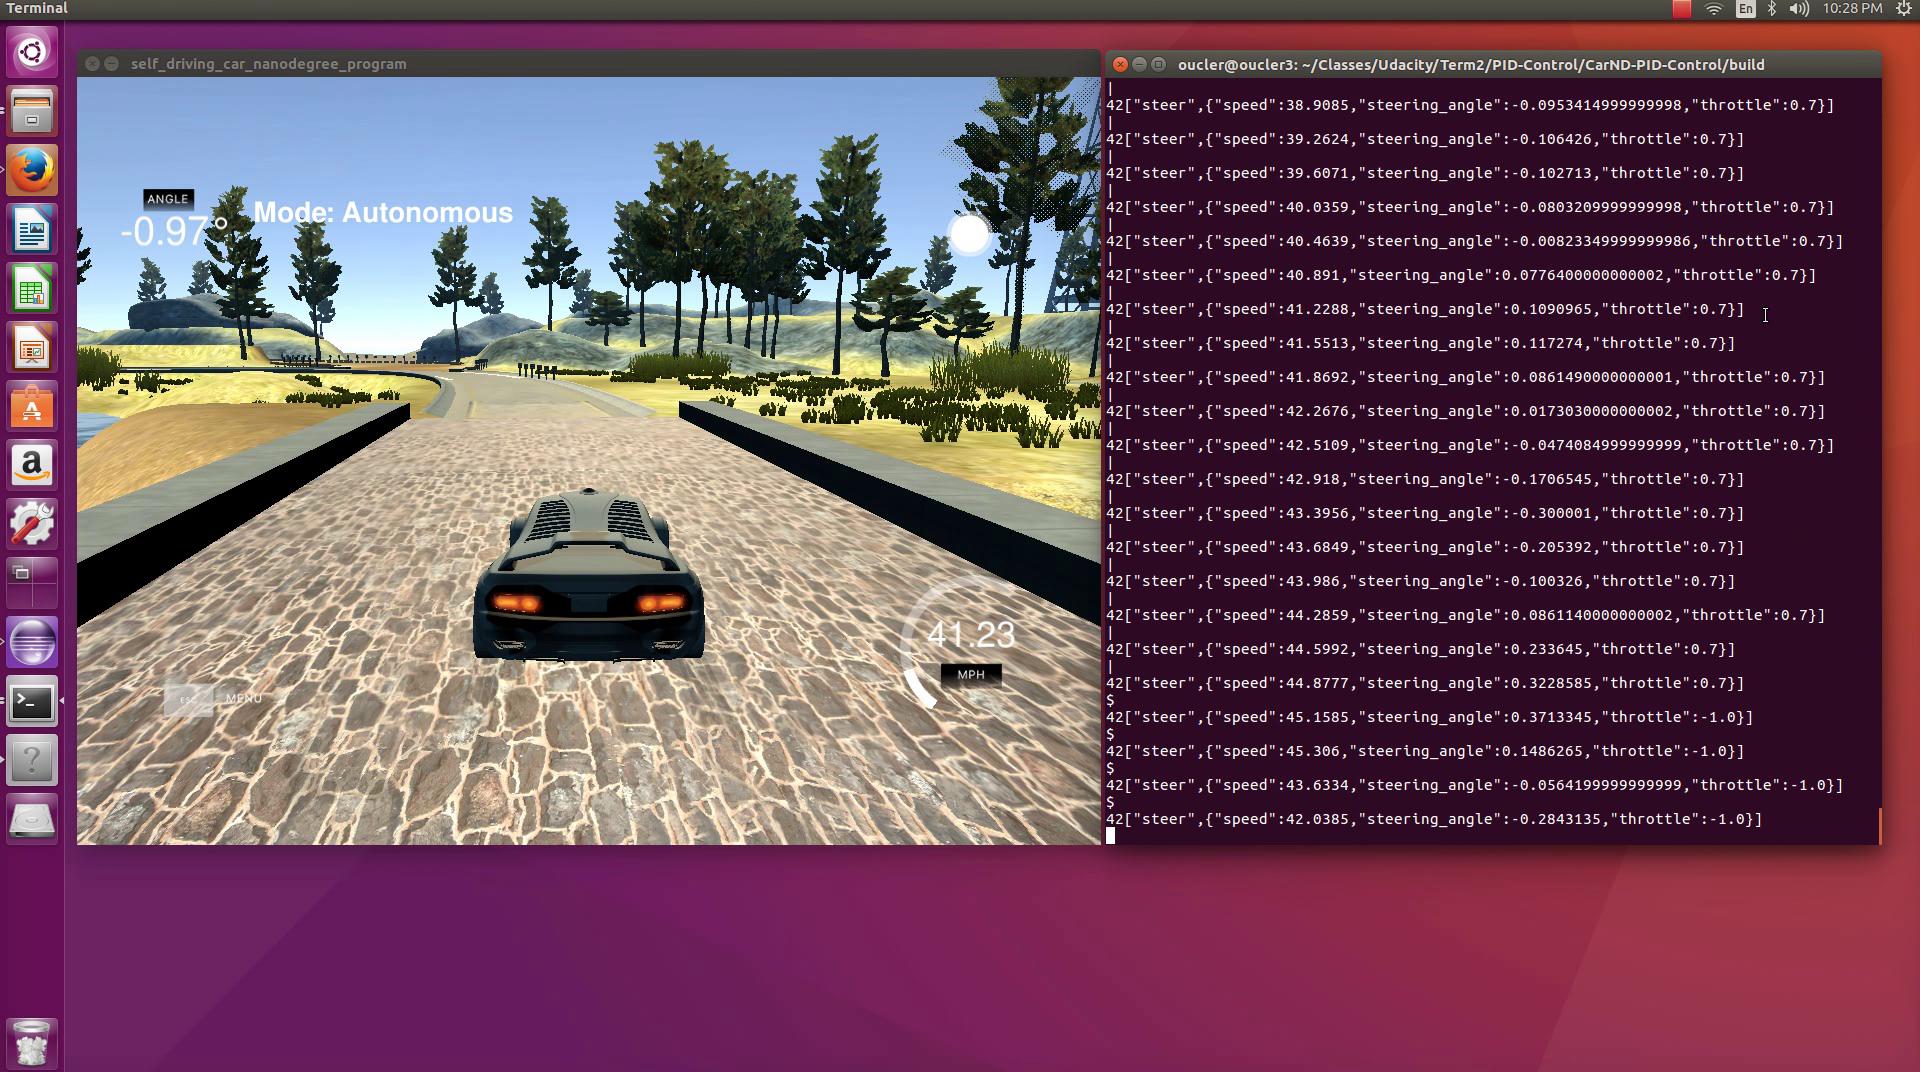 Terminal
En
10:28 PM
self_driving_car_nanodegree_program
ANGLE
-0.97°
Mode: Autonomous
41.23
MPH
ESC
MENU
a
>_
?
oucler@oucler3: ~/Classes/Udacity/Term2/PID-Control/CarND-PID-Control/build
|
42["steer",{"speed":38.9085,"steering_angle":-0.0953414999999998,"throttle":0.7}]
|
42["steer",{"speed":39.2624,"steering_angle":-0.106426,"throttle":0.7}]
|
42["steer",{"speed":39.6071,"steering_angle":-0.102713,"throttle":0.7}]
|
42["steer",{"speed":40.0359,"steering_angle":-0.0803209999999998,"throttle":0.7}]
|
42["steer",{"speed":40.4639,"steering_angle":-0.00823349999999986,"throttle":0.7}]
|
42["steer",{"speed":40.891,"steering_angle":0.0776400000000002,"throttle":0.7}]
|
42["steer",{"speed":41.2288,"steering_angle":0.1090965,"throttle":0.7}]
|
42["steer",{"speed":41.5513,"steering_angle":0.117274,"throttle":0.7}]
|
42["steer",{"speed":41.8692,"steering_angle":0.0861490000000001,"throttle":0.7}]
|
42["steer",{"speed":42.2676,"steering_angle":0.0173030000000002,"throttle":0.7}]
|
42["steer",{"speed":42.5109,"steering_angle":-0.0474084999999999,"throttle":0.7}]
|
42["steer",{"speed":42.918,"steering_angle":-0.1706545,"throttle":0.7}]
|
42["steer",{"speed":43.3956,"steering_angle":-0.300001,"throttle":0.7}]
|
42["steer",{"speed":43.6849,"steering_angle":-0.205392,"throttle":0.7}]
|
42["steer",{"speed":43.986,"steering_angle":-0.100326,"throttle":0.7}]
|
42["steer",{"speed":44.2859,"steering_angle":0.0861140000000002,"throttle":0.7}]
|
42["steer",{"speed":44.5992,"steering_angle":0.233645,"throttle":0.7}]
|
42["steer",{"speed":44.8777,"steering_angle":0.3228585,"throttle":0.7}]
$
42["steer",{"speed":45.1585,"steering_angle":0.3713345,"throttle":-1.0}]
$
42["steer",{"speed":45.306,"steering_angle":0.1486265,"throttle":-1.0}]
$
42["steer",{"speed":43.6334,"steering_angle":-0.0564199999999999,"throttle":-1.0}]
$
42["steer",{"speed":42.0385,"steering_angle":-0.2843135,"throttle":-1.0}]